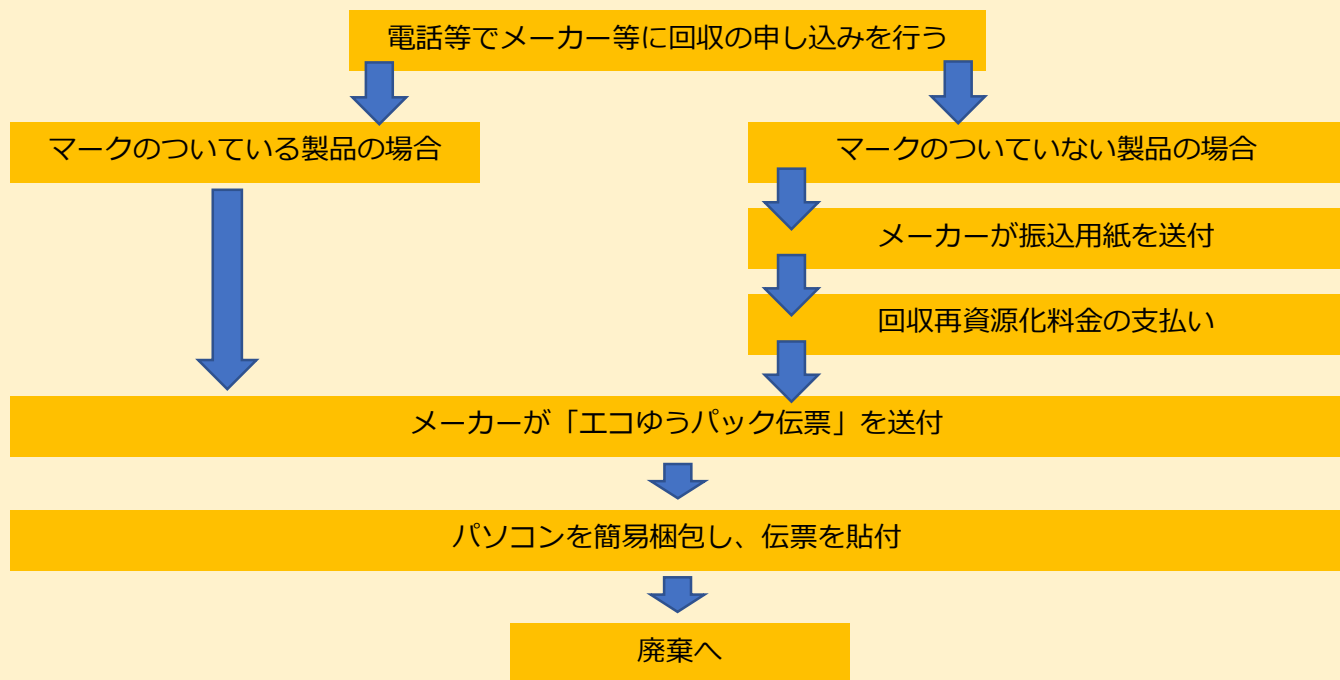 電話等でメーカー等に回収の申し込みを行う
マークのついている製品の場合
マークのついていない製品の場合
メーカーが振込用紙を送付
回収再資源化料金の支払い
メーカーが「エコゆうパック伝票」を送付
パソコンを簡易梱包し、伝票を貼付
廃棄へ